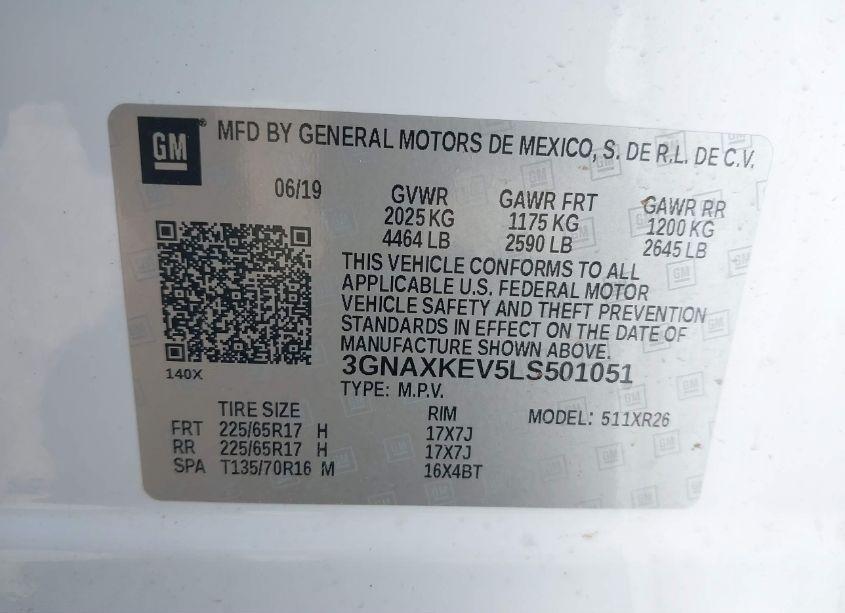 GM ® MFD BY GENERAL MOTORS DE MEXICO, S. DE R.L. DE C.V.
06/19 GVWR GAWR FRT GAWR RR
2025 KG 1175 KG 1200 KG
4464 LB 2590 LB 2645 LB
THIS VEHICLE CONFORMS TO ALL
APPLICABLE U.S. FEDERAL MOTOR
VEHICLE SAFETY AND THEFT PREVENTION
STANDARDS IN EFFECT ON THE DATE OF
MANUFACTURE SHOWN ABOVE.
140X 3GNAXKEV5LS501051
TYPE: M.P.V.
TIRE SIZE RIM MODEL: 511XR26
FRT 225/65R17 H 17X7J
RR 225/65R17 H 17X7J
SPA T135/70R16 M 16X4BT